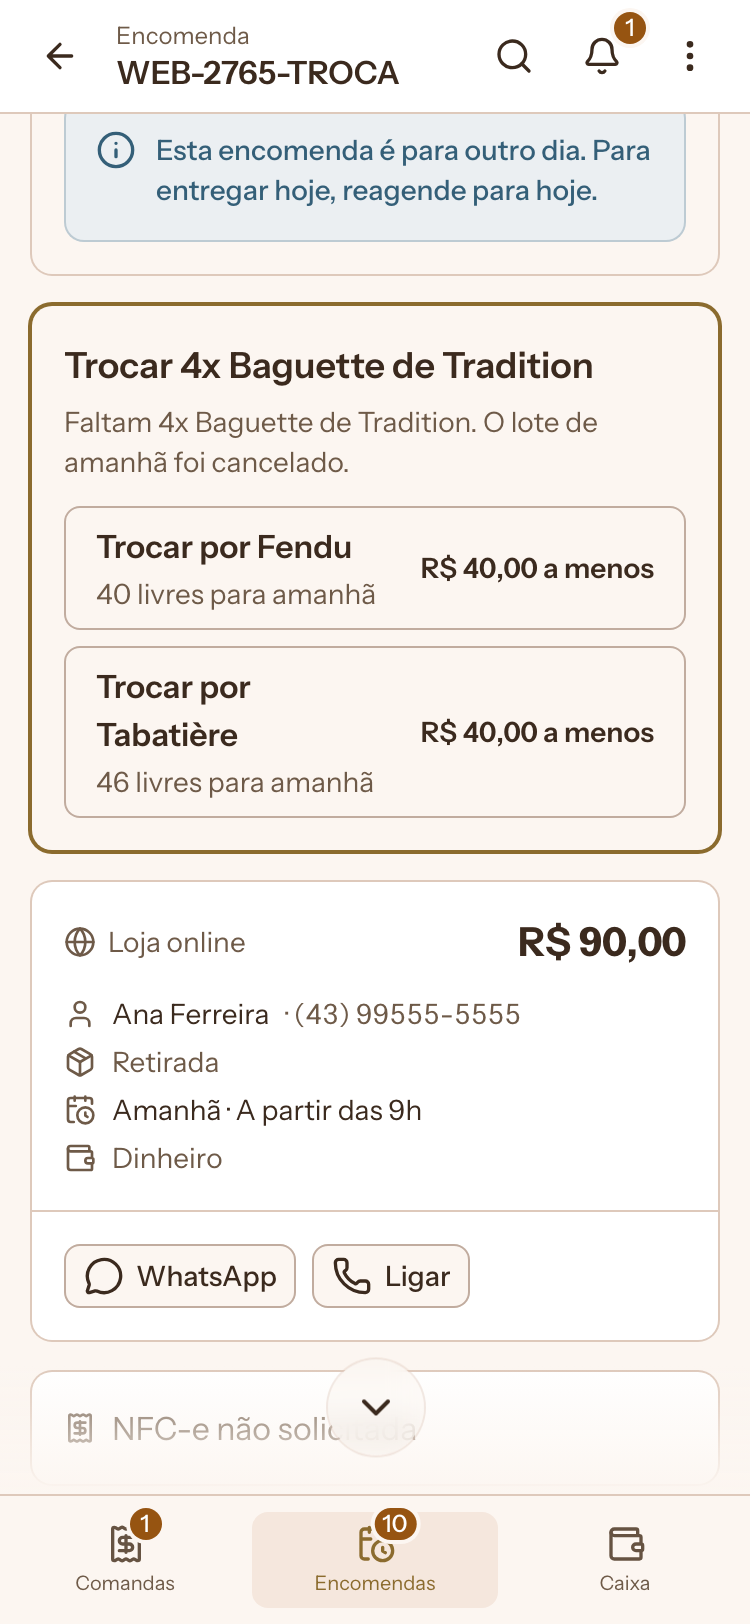 Encomenda
WEB-2765-TROCA
1
Esta encomenda é para outro dia. Para
entregar hoje, reagende para hoje.
Trocar 4x Baguette de Tradition
Faltam 4x Baguette de Tradition. O lote de
amanhã foi cancelado.
Trocar por Fendu
40 livres para amanhã
R$ 40,00 a menos
Trocar por
Tabatière
46 livres para amanhã
R$ 40,00 a menos
Loja online
R$ 90,00
Ana Ferreira · (43) 99555-5555
Retirada
Amanhã · A partir das 9h
Dinheiro
WhatsApp
Ligar
NFC-e não solicitada
1
Comandas
10
Encomendas
Caixa